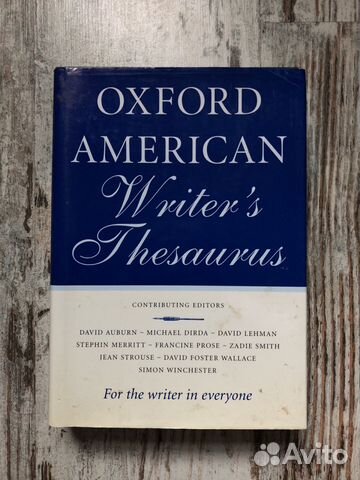 OXFORD
AMERICAN
Writer's
Thesaurus
CONTRIBUTING EDITORS
DAVID AUBURN ~ MICHAEL DIRDA ~ DAVID LEHMAN
STEPHIN MERRITT ~ FRANCINE PROSE ~ ZADIE SMITH
JEAN STROUSE ~ DAVID FOSTER WALLACE
SIMON WINCHESTER
For the writer in everyone
Avito